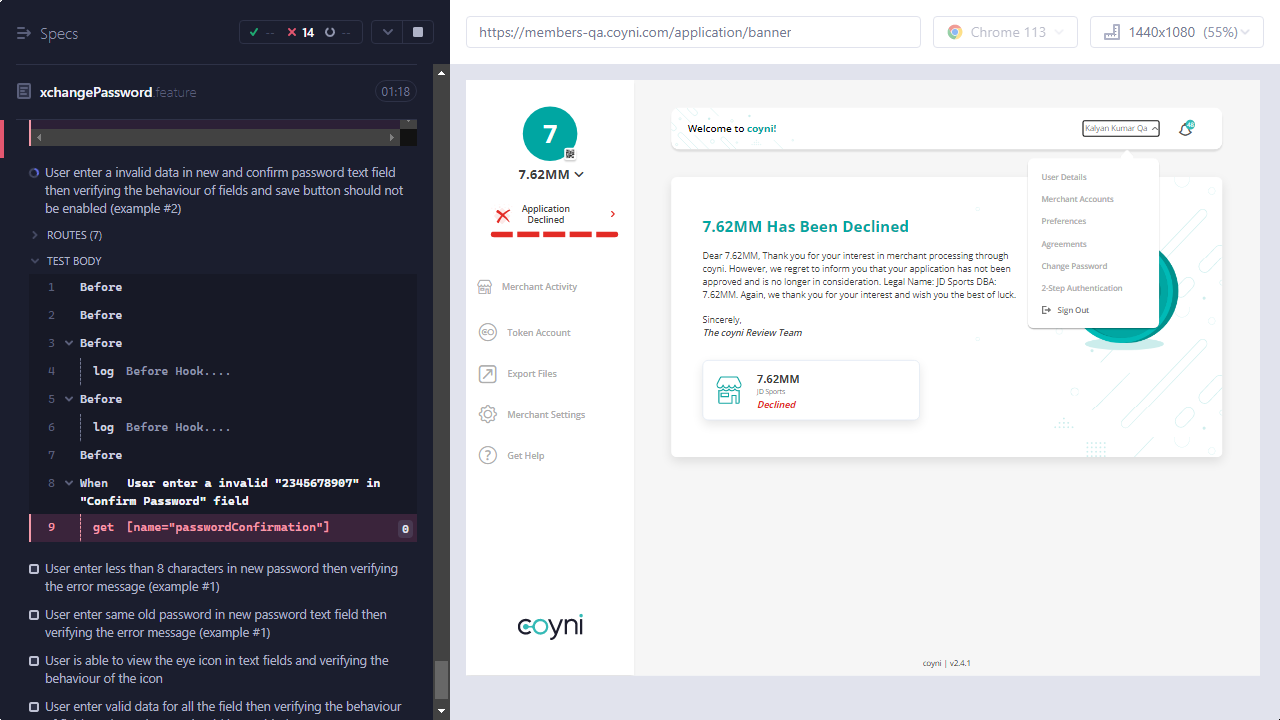 Specs
-- 14 --
https://members-qa.coyni.com/application/banner
Chrome 113
1440x1080 (55%)
xchangePassword.feature
01:18
User enter a invalid data in new and confirm password text field
then verifying the behaviour of fields and save button should not
be enabled (example #2)
ROUTES (7)
TEST BODY
1 Before
2 Before
3 Before
4 log Before Hook....
5 Before
6 log Before Hook....
7 Before
8 When User enter a invalid "2345678907" in
"Confirm Password" field
9 get [name="passwordConfirmation"] 0
User enter less than 8 characters in new password then verifying
the error message (example #1)
User enter same old password in new password text field then
verifying the error message (example #1)
User is able to view the eye icon in text fields and verifying the
behaviour of the icon
User enter valid data for all the field then verifying the behaviour
7
7.62MM
Application
Declined
Merchant Activity
Token Account
Export Files
Merchant Settings
Get Help
coyni
Welcome to coyni!
Kalyan Kumar Qa
User Details
Merchant Accounts
Preferences
Agreements
Change Password
2-Step Authentication
Sign Out
7.62MM Has Been Declined
Dear 7.62MM, Thank you for your interest in merchant processing through
coyni. However, we regret to inform you that your application has not been
approved and is no longer in consideration. Legal Name: JD Sports DBA:
7.62MM. Again, we thank you for your interest and wish you the best of luck.
Sincerely,
The coyni Review Team
7.62MM
JD Sports
Declined
coyni | v2.4.1